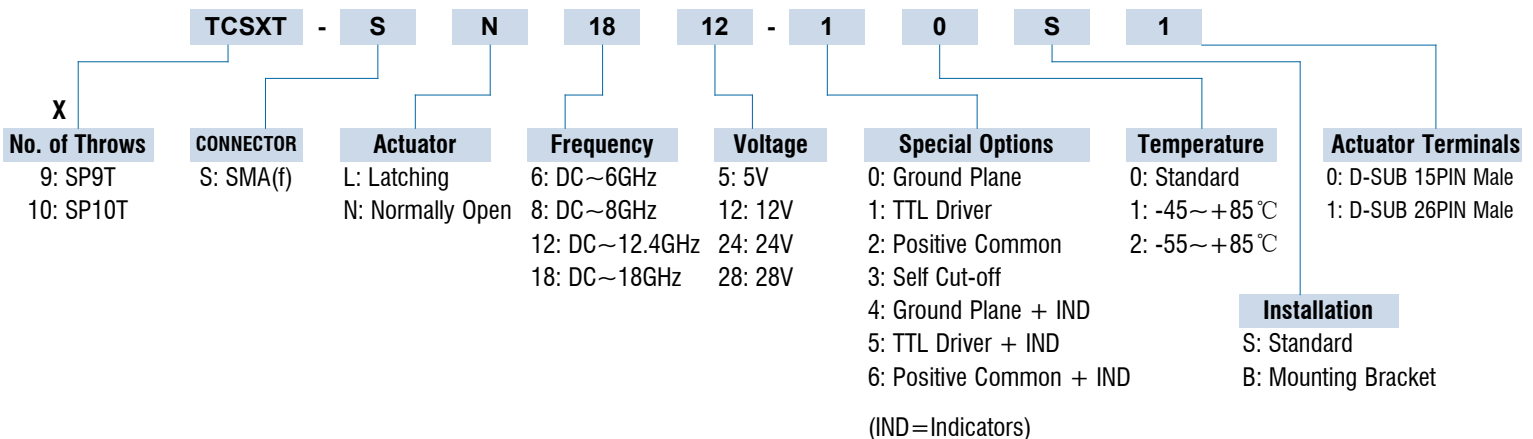 TCSXT - S N 18 12 - 1 0 S 1
X
No. of Throws
9: SP9T
10: SP10T
CONNECTOR
S: SMA(f)
Actuator
L: Latching
N: Normally Open
Frequency
6: DC~6GHz
8: DC~8GHz
12: DC~12.4GHz
18: DC~18GHz
Voltage
5: 5V
12: 12V
24: 24V
28: 28V
Special Options
0: Ground Plane
1: TTL Driver
2: Positive Common
3: Self Cut-off
4: Ground Plane + IND
5: TTL Driver + IND
6: Positive Common + IND
(IND=Indicators)
Temperature
0: Standard
1: -45~+85℃
2: -55~+85℃
Installation
S: Standard
B: Mounting Bracket
Actuator Terminals
0: D-SUB 15PIN Male
1: D-SUB 26PIN Male